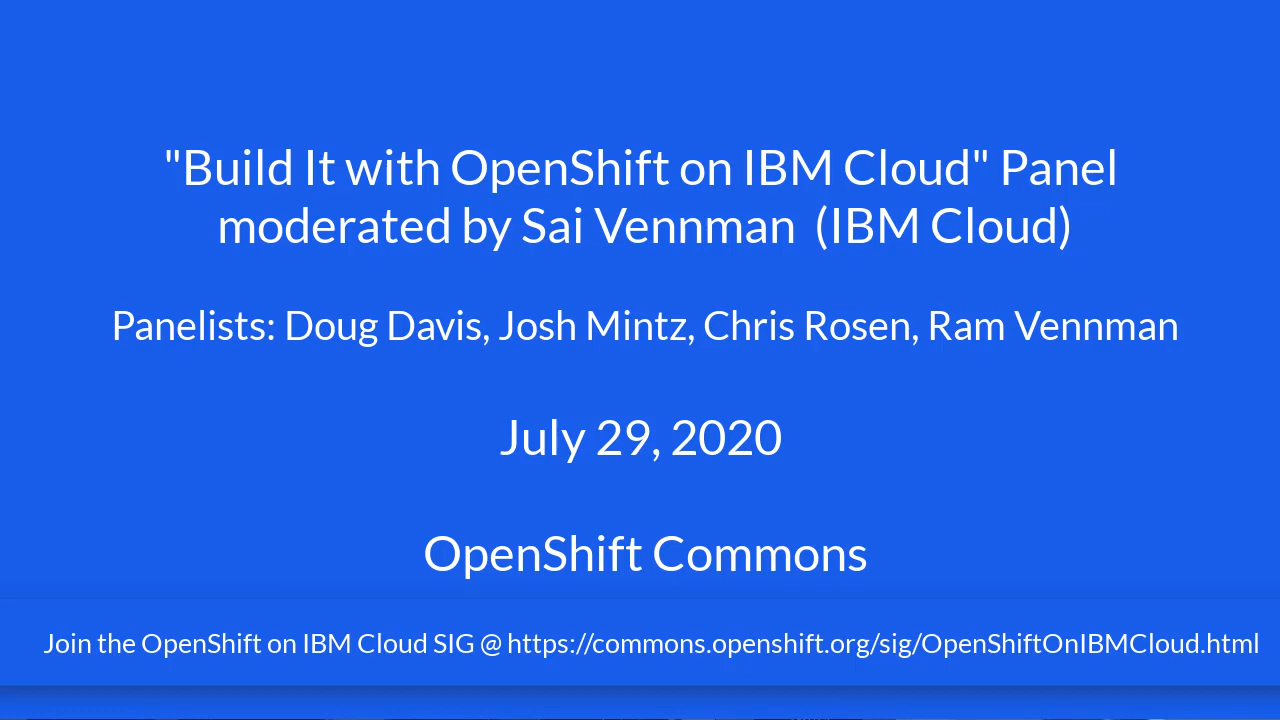 "Build It with OpenShift on IBM Cloud" Panel
moderated by Sai Vennman  (IBM Cloud)
Panelists: Doug Davis, Josh Mintz, Chris Rosen, Ram Vennman
July 29, 2020
OpenShift Commons
Join the OpenShift on IBM Cloud SIG @ https://commons.openshift.org/sig/OpenShiftOnIBMCloud.html